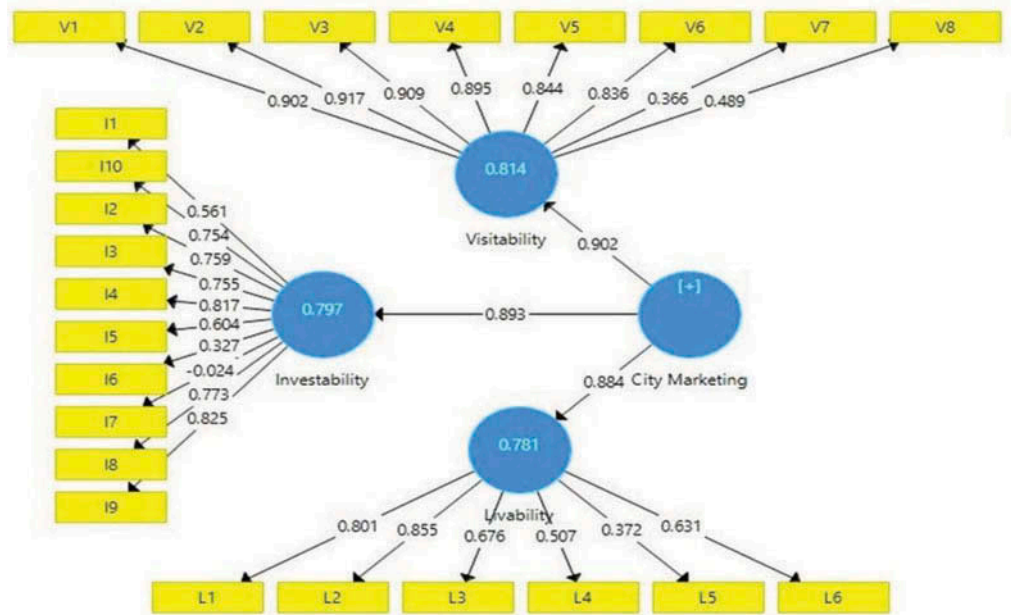 V1 V2 V3 V4 V5 V6 V7 V8
0.902 0.917 0.909 0.895 0.844 0.836 0.366 0.489
0.814
Visitability
0.902
I1
I10
I2
I3
I4
I5
I6
I7
I8
I9
0.561
0.754
0.759
0.755
0.817
0.604
0.327
-0.024
0.773
0.825
0.797
Investability
0.893
[+]
City Marketing
0.884
0.781
Livability
0.801 0.855 0.676 0.507 0.372 0.631
L1 L2 L3 L4 L5 L6